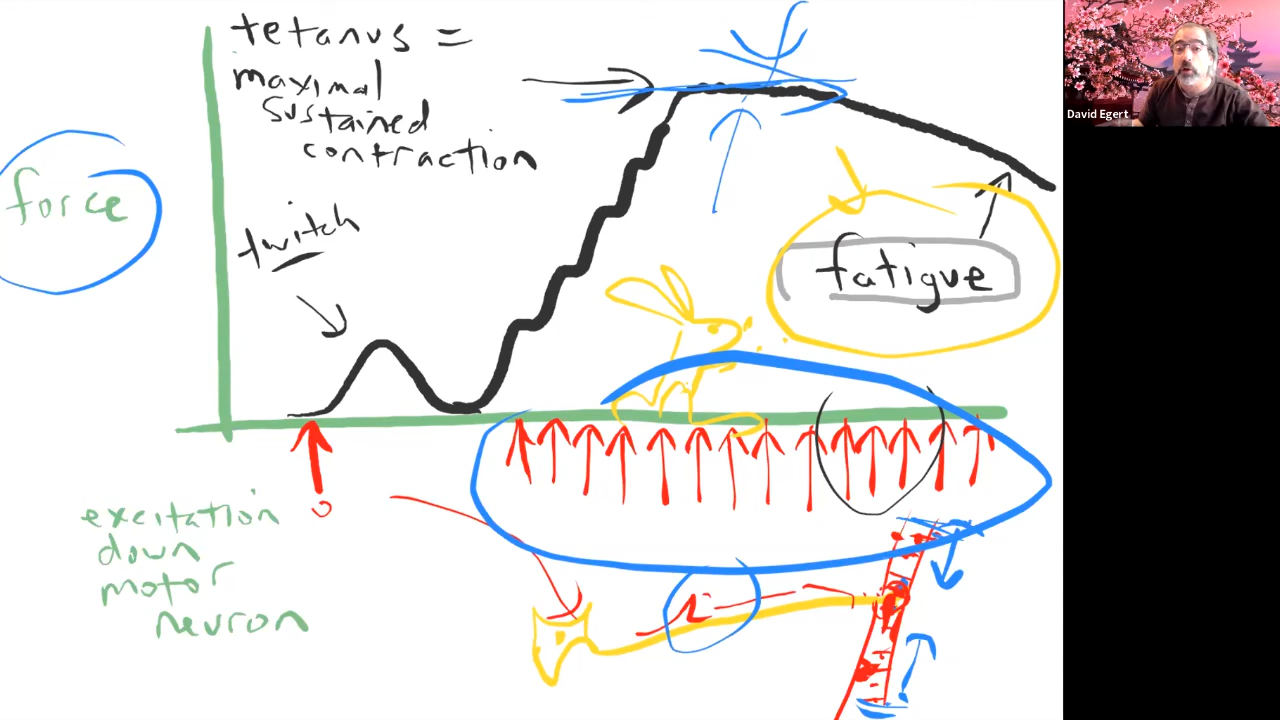 tetanus =
maximal
sustained
contraction
David Egert
force
twitch
fatigue
excitation
down
motor
neuron